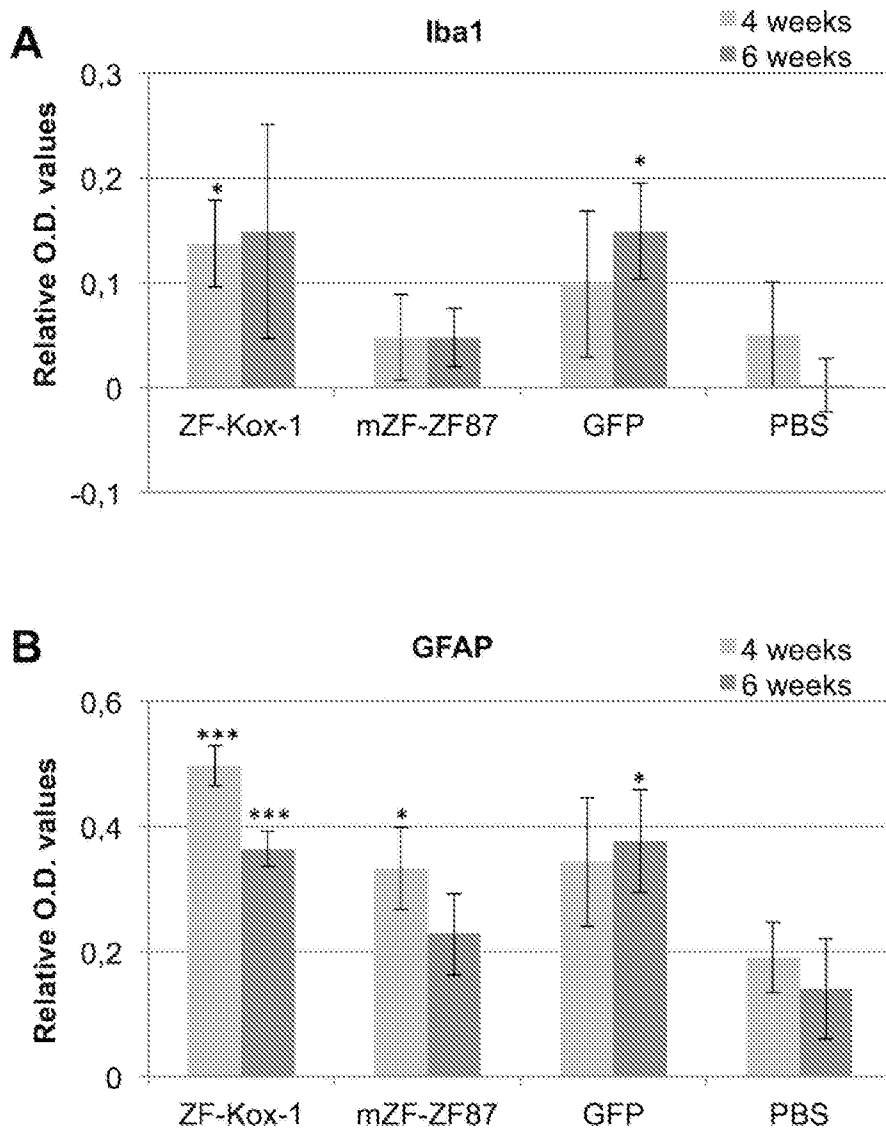 A
Iba1
4 weeks
6 weeks
Relative O.D. values
0,3
0,2
0,1
0
-0,1
*
*
ZF-Kox-1 mZF-ZF87 GFP PBS
B
GFAP
4 weeks
6 weeks
Relative O.D. values
0,6
0,4
0,2
0
***
***
*
*
ZF-Kox-1 mZF-ZF87 GFP PBS